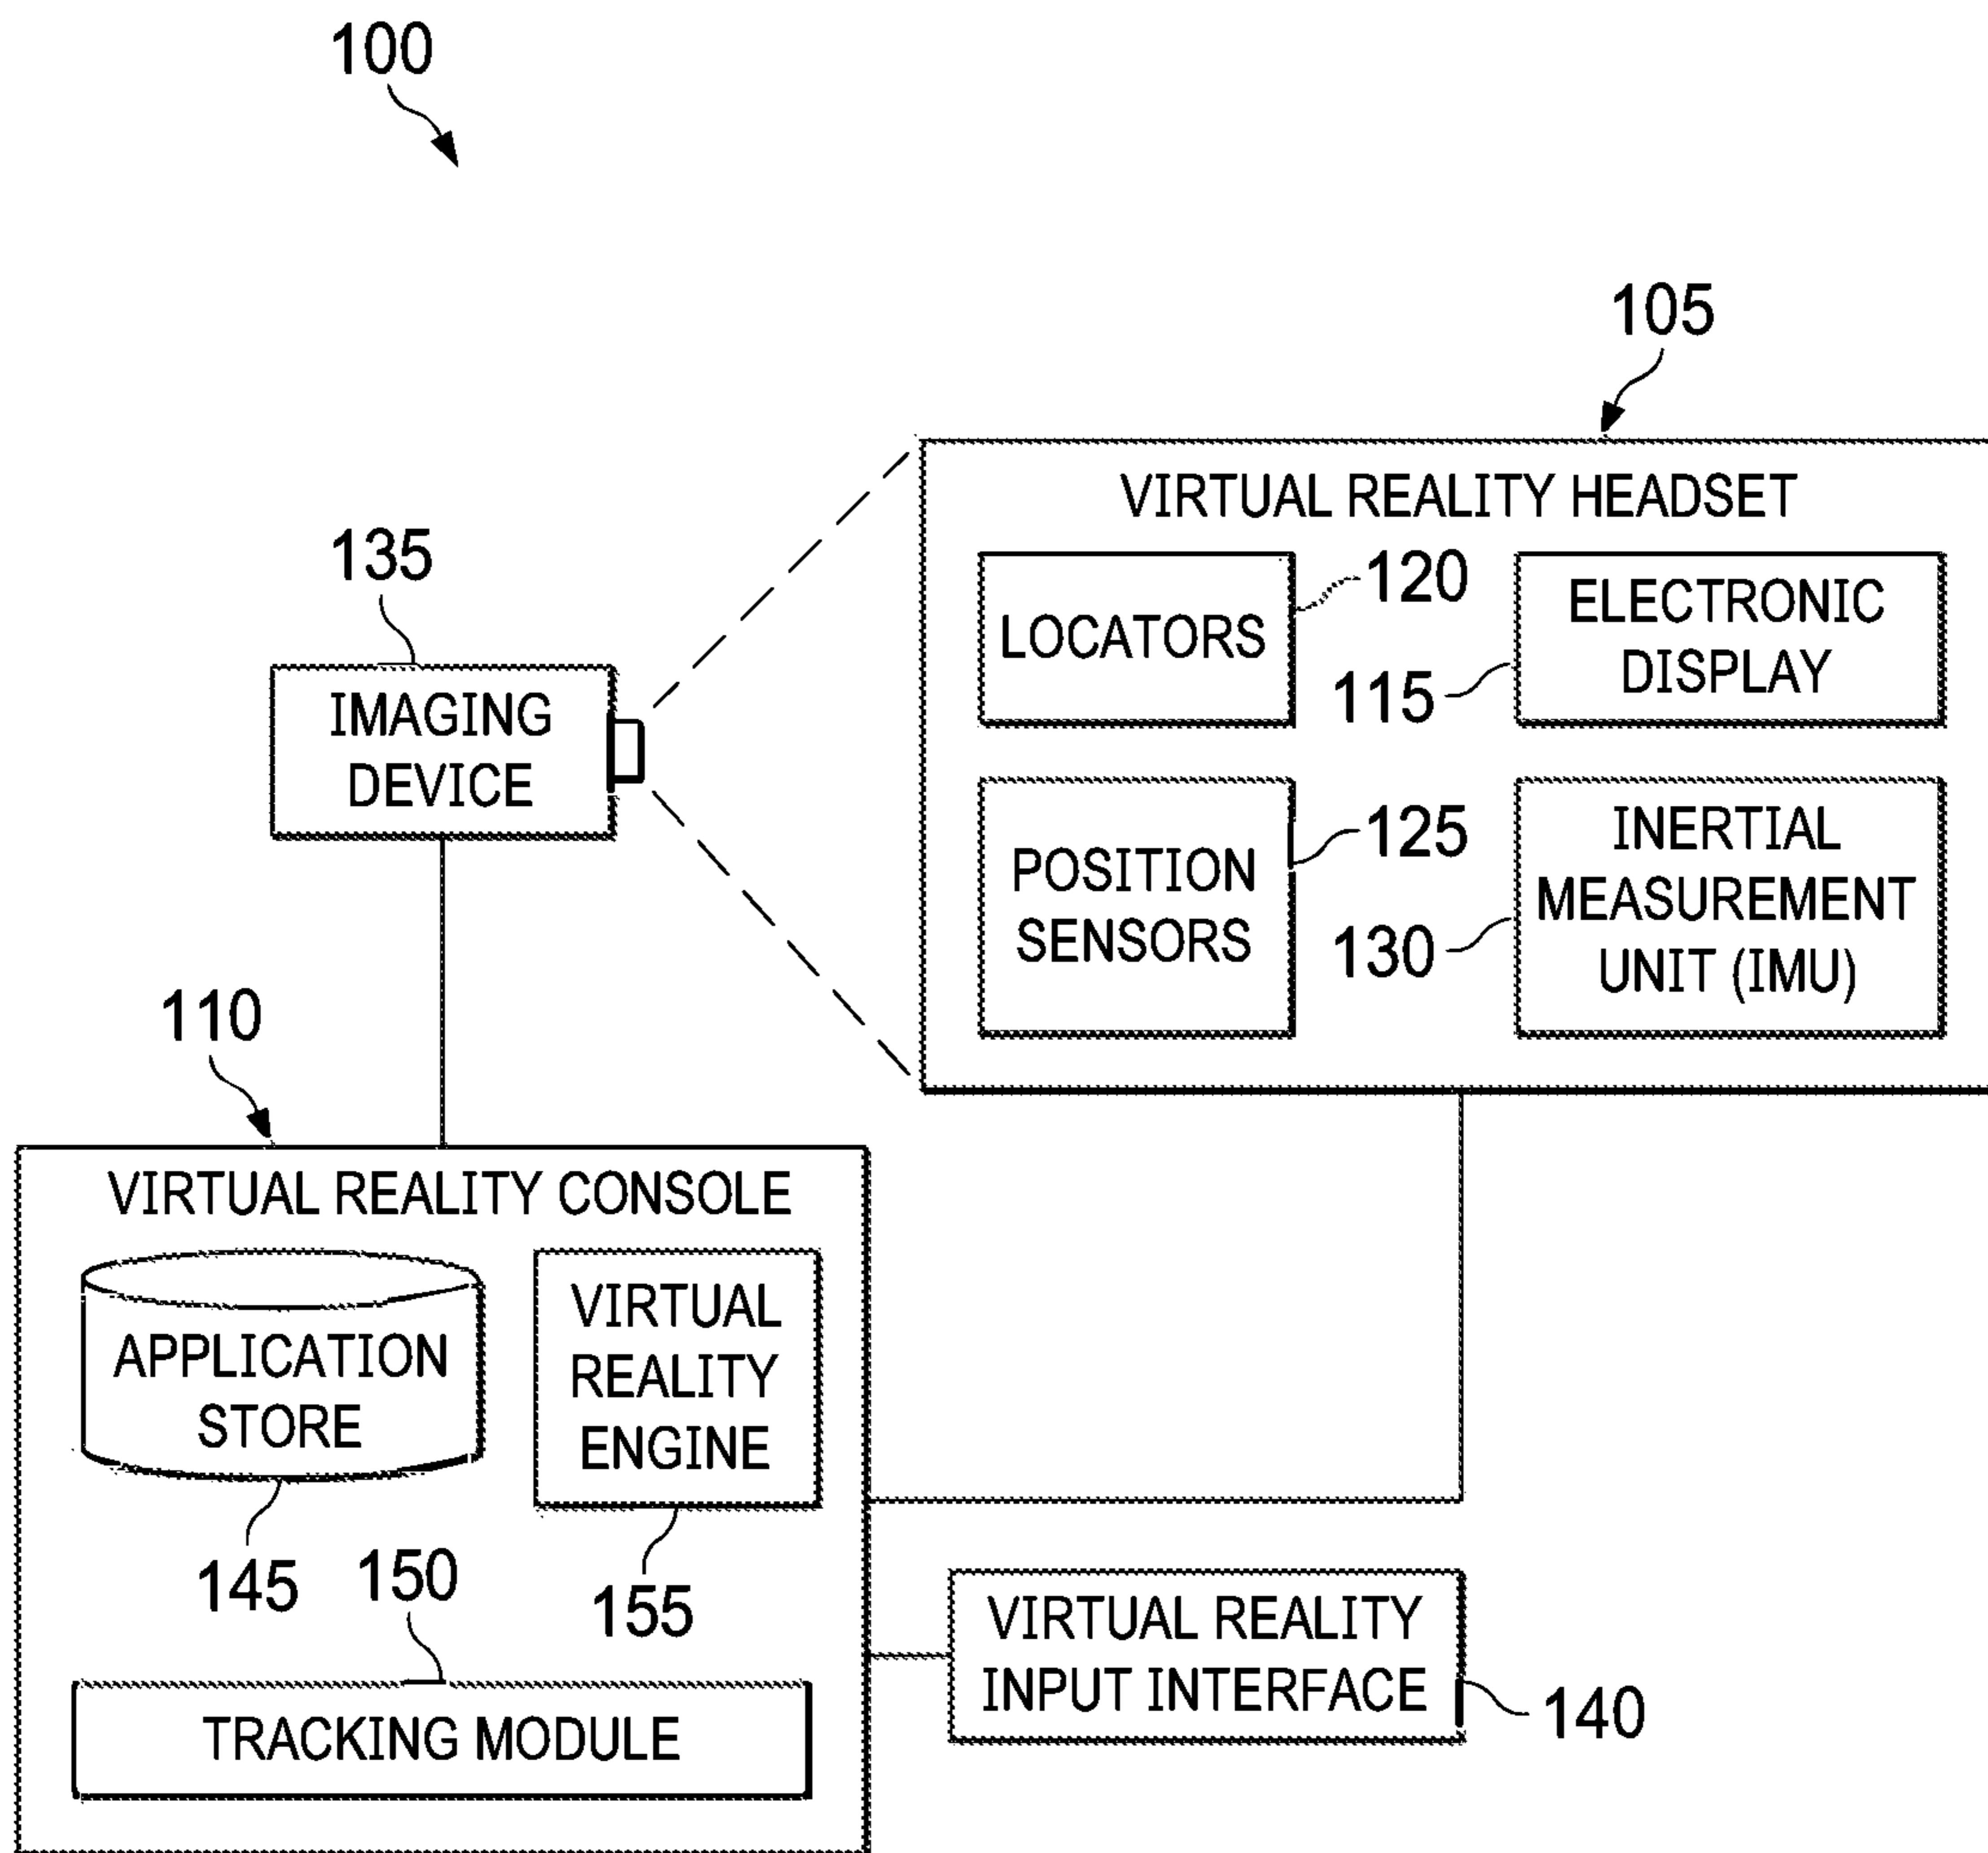 100
105
VIRTUAL REALITY HEADSET
LOCATORS
120
ELECTRONIC
DISPLAY
115
135
IMAGING
DEVICE
POSITION
SENSORS
125
INERTIAL
MEASUREMENT
UNIT (IMU)
130
110
VIRTUAL REALITY CONSOLE
APPLICATION
STORE
145
VIRTUAL
REALITY
ENGINE
155
150
TRACKING MODULE
VIRTUAL REALITY
INPUT INTERFACE
140